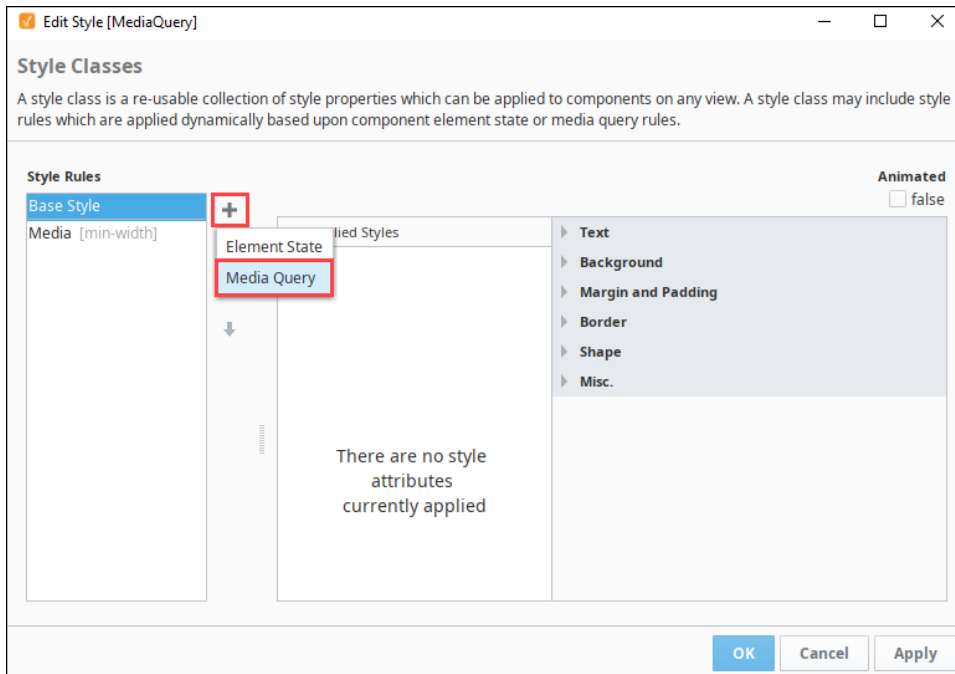 Edit Style [MediaQuery]
Style Classes
A style class is a re-usable collection of style properties which can be applied to components on any view. A style class may include style
rules which are applied dynamically based upon component element state or media query rules.
Style Rules
Animated
Base Style
false
Media [min-width]
lied Styles
Element State
Media Query
Text
Background
Margin and Padding
Border
Shape
Misc.
There are no style
attributes
currently applied
OK
Cancel
Apply